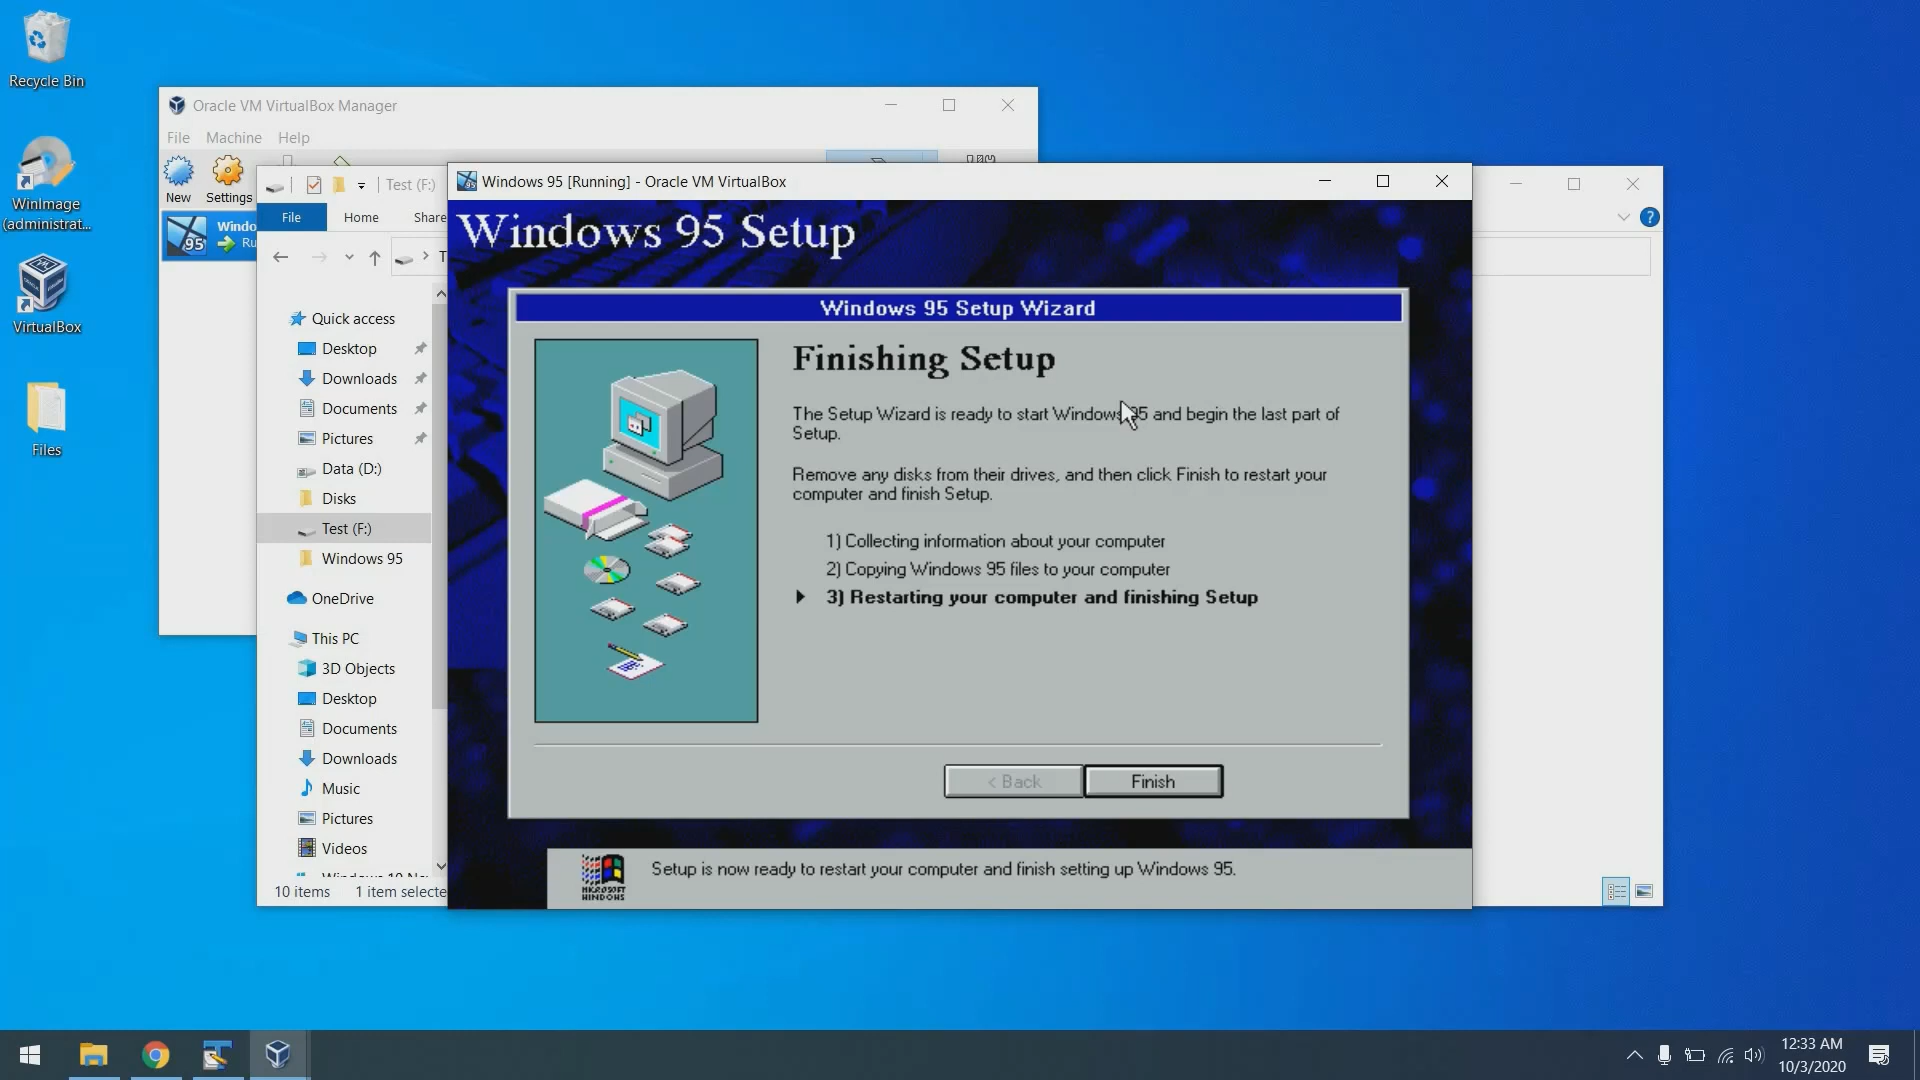 Recycle Bin
WinImage
(administrat...
VirtualBox
Files
Oracle VM VirtualBox Manager
File Machine Help
New
Settings
95
Windo
Ru
Test (F:)
File
Home
Share
Quick access
Desktop
Downloads
Documents
Pictures
Data (D:)
Disks
Test (F:)
Windows 95
OneDrive
This PC
3D Objects
Desktop
Documents
Downloads
Music
Pictures
Videos
10 items
1 item selecte
Windows 95 [Running] - Oracle VM VirtualBox
Windows 95 Setup
Windows 95 Setup Wizard
Finishing Setup
The Setup Wizard is ready to start Windows 95 and begin the last part of
Setup.
Remove any disks from their drives, and then click Finish to restart your
computer and finish Setup.
1) Collecting information about your computer
2) Copying Windows 95 files to your computer
3) Restarting your computer and finishing Setup
< Back
Finish
MICROSOFT
WINDOWS
Setup is now ready to restart your computer and finish setting up Windows 95.
12:33 AM
10/3/2020